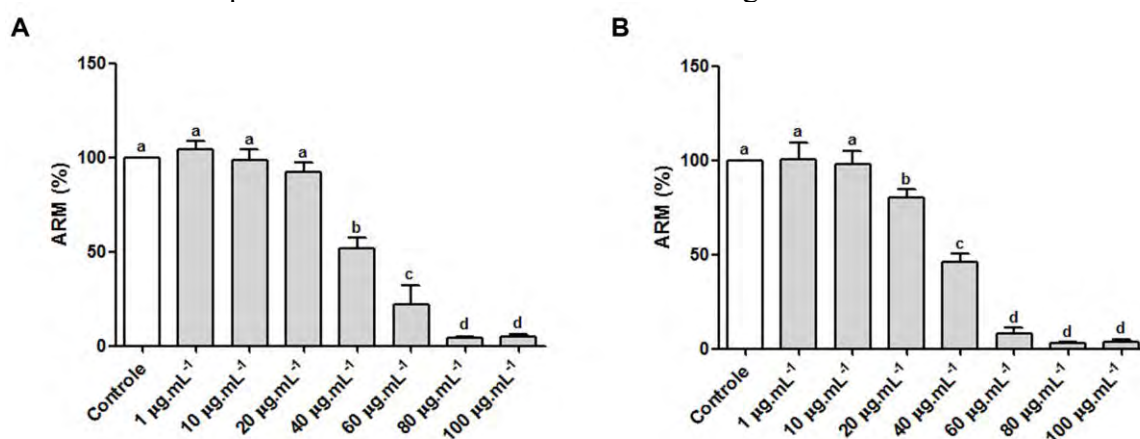 A
ARM (%)
150
100
50
0
a
a
a
a
b
c
d
d
Controle
1 µg.mL⁻¹
10 µg.mL⁻¹
20 µg.mL⁻¹
40 µg.mL⁻¹
60 µg.mL⁻¹
80 µg.mL⁻¹
100 µg.mL⁻¹
B
ARM (%)
150
100
50
0
a
a
a
b
c
d
d
d
Controle
1 µg.mL⁻¹
10 µg.mL⁻¹
20 µg.mL⁻¹
40 µg.mL⁻¹
60 µg.mL⁻¹
80 µg.mL⁻¹
100 µg.mL⁻¹